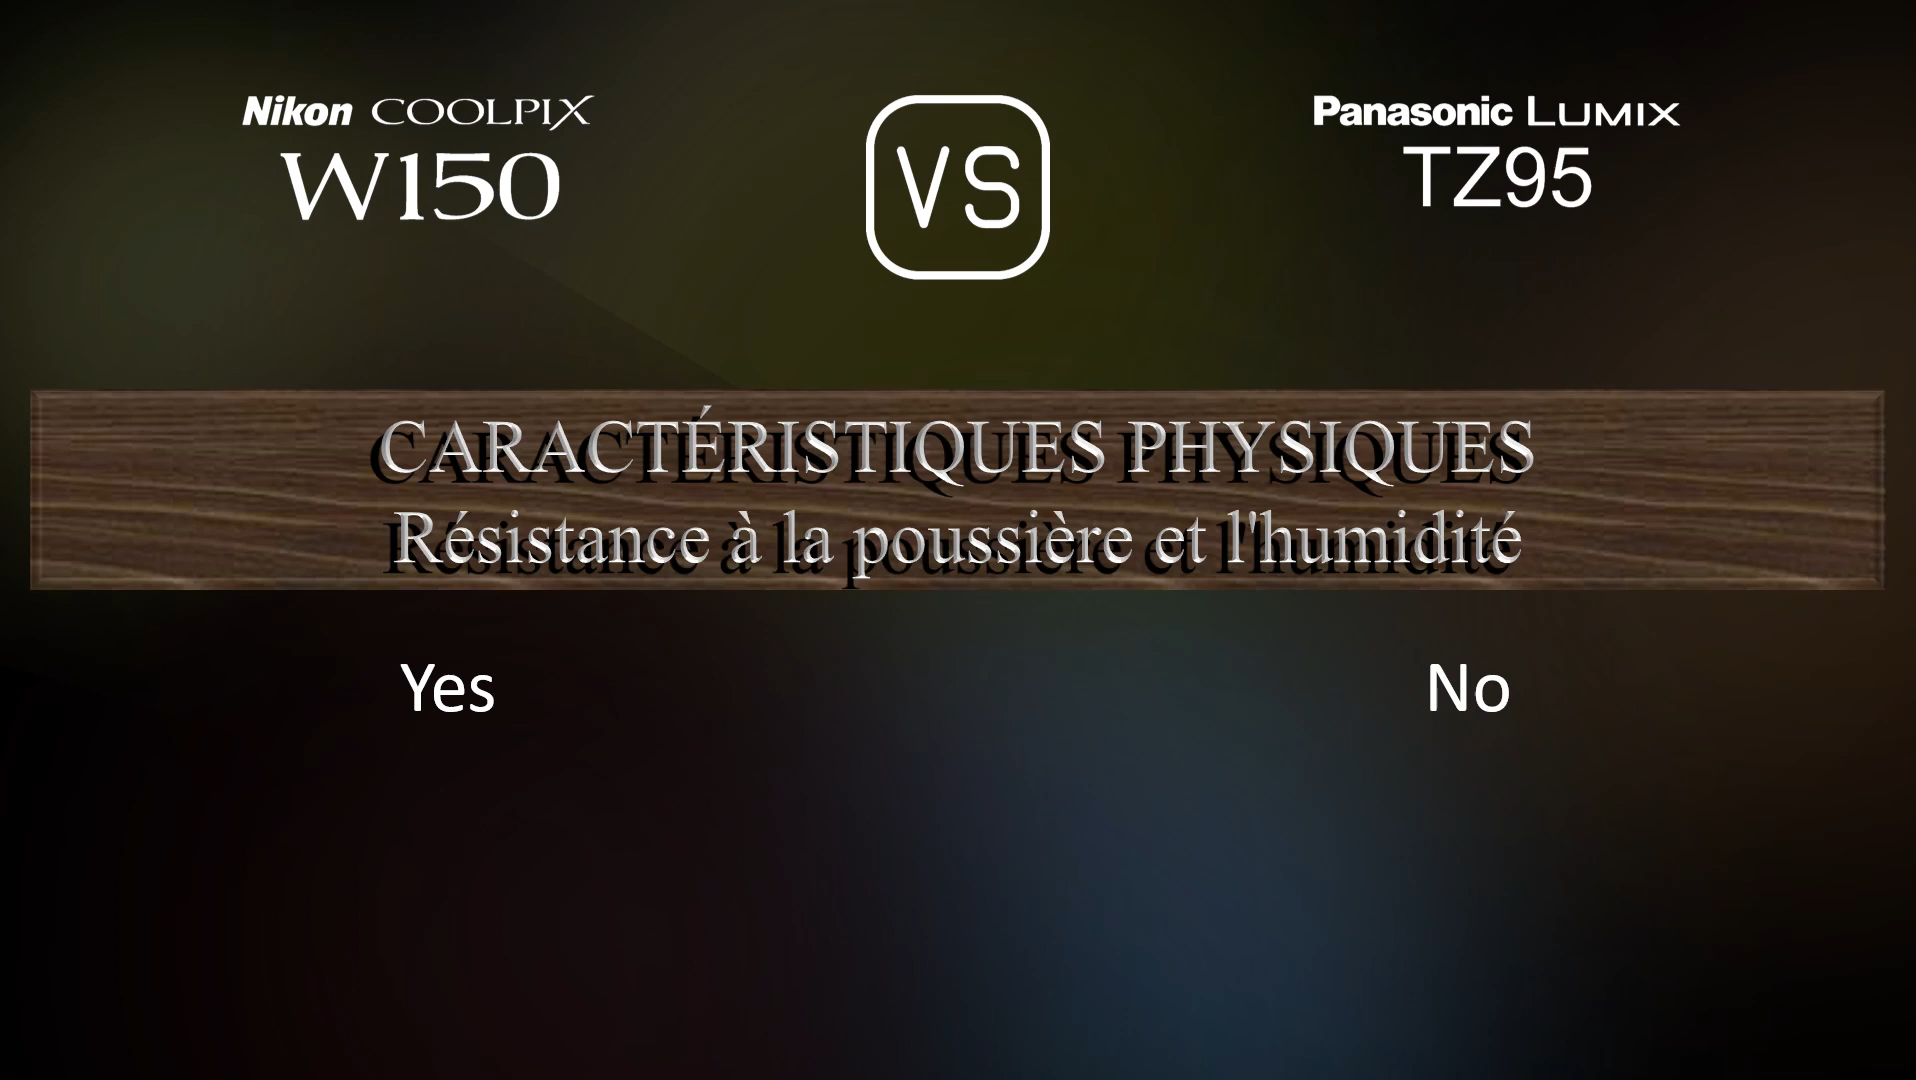 Nikon COOLPIX
W150
VS
Panasonic LUMIX
TZ95
CARACTÉRISTIQUES PHYSIQUES
Résistance à la poussière et l'humidité
Yes
No